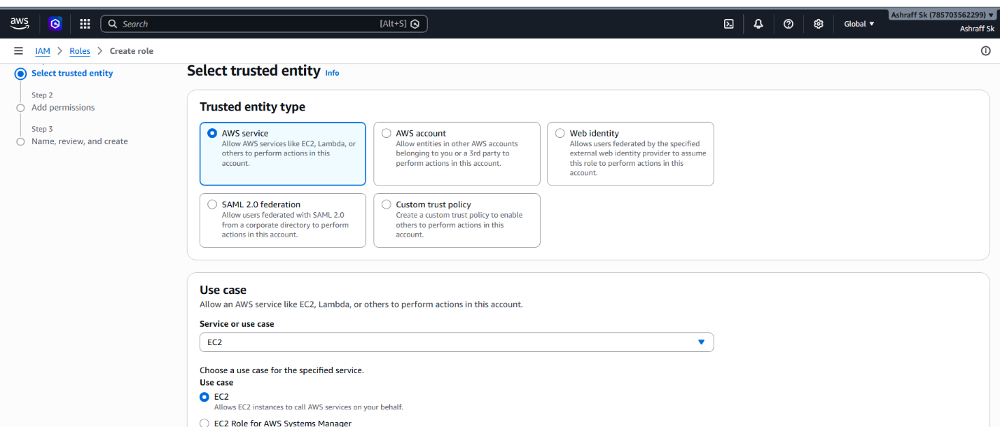 aws
Search
[Alt+S]
Global ▼
Ashraff Sk (785703562299) ▼
Ashraff Sk
IAM > Roles > Create role
Select trusted entity
Step 2
Add permissions
Step 3
Name, review, and create
Select trusted entity Info
Trusted entity type
AWS service
Allow AWS services like EC2, Lambda, or
others to perform actions in this
account.
AWS account
Allow entities in other AWS accounts
belonging to you or a 3rd party to
perform actions in this account.
Web identity
Allows users federated by the specified
external web identity provider to assume
this role to perform actions in this
account.
SAML 2.0 federation
Allow users federated with SAML 2.0
from a corporate directory to perform
actions in this account.
Custom trust policy
Create a custom trust policy to enable
others to perform actions in this
account.
Use case
Allow an AWS service like EC2, Lambda, or others to perform actions in this account.
Service or use case
EC2
Choose a use case for the specified service.
Use case
EC2
Allows EC2 instances to call AWS services on your behalf.
EC2 Role for AWS Systems Manager